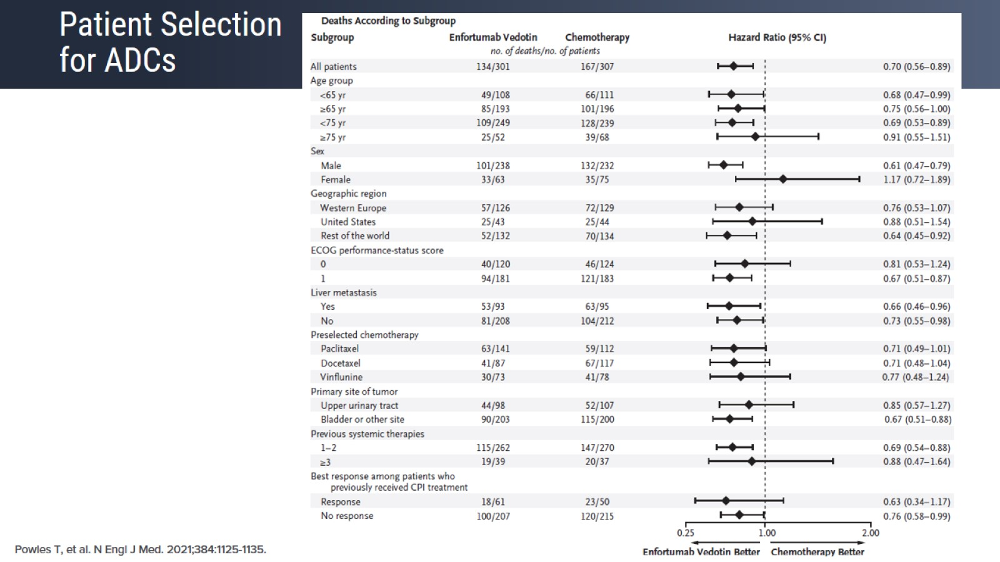 Patient Selection
for ADCs
Deaths According to Subgroup
Subgroup Enfortumab Vedotin Chemotherapy Hazard Ratio (95% CI)
no. of deaths/no. of patients
All patients 134/301 167/307 0.70 (0.56–0.89)
Age group
<65 yr 49/108 66/111 0.68 (0.47–0.99)
≥65 yr 85/193 101/196 0.75 (0.56–1.00)
<75 yr 109/249 128/239 0.69 (0.53–0.89)
≥75 yr 25/52 39/68 0.91 (0.55–1.51)
Sex
Male 101/238 132/232 0.61 (0.47–0.79)
Female 33/63 35/75 1.17 (0.72–1.89)
Geographic region
Western Europe 57/126 72/129 0.76 (0.53–1.07)
United States 25/43 25/44 0.88 (0.51–1.54)
Rest of the world 52/132 70/134 0.64 (0.45–0.92)
ECOG performance-status score
0 40/120 46/124 0.81 (0.53–1.24)
1 94/181 121/183 0.67 (0.51–0.87)
Liver metastasis
Yes 53/93 63/95 0.66 (0.46–0.96)
No 81/208 104/212 0.73 (0.55–0.98)
Preselected chemotherapy
Paclitaxel 63/141 59/112 0.71 (0.49–1.01)
Docetaxel 41/87 67/117 0.71 (0.48–1.04)
Vinflunine 30/73 41/78 0.77 (0.48–1.24)
Primary site of tumor
Upper urinary tract 44/98 52/107 0.85 (0.57–1.27)
Bladder or other site 90/203 115/200 0.67 (0.51–0.88)
Previous systemic therapies
1–2 115/262 147/270 0.69 (0.54–0.88)
≥3 19/39 20/37 0.88 (0.47–1.64)
Best response among patients who
previously received CPI treatment
Response 18/61 23/50 0.63 (0.34–1.17)
No response 100/207 120/215 0.76 (0.58–0.99)
0.25 1.00 2.00
Enfortumab Vedotin Better Chemotherapy Better
Powles T, et al. N Engl J Med. 2021;384:1125-1135.